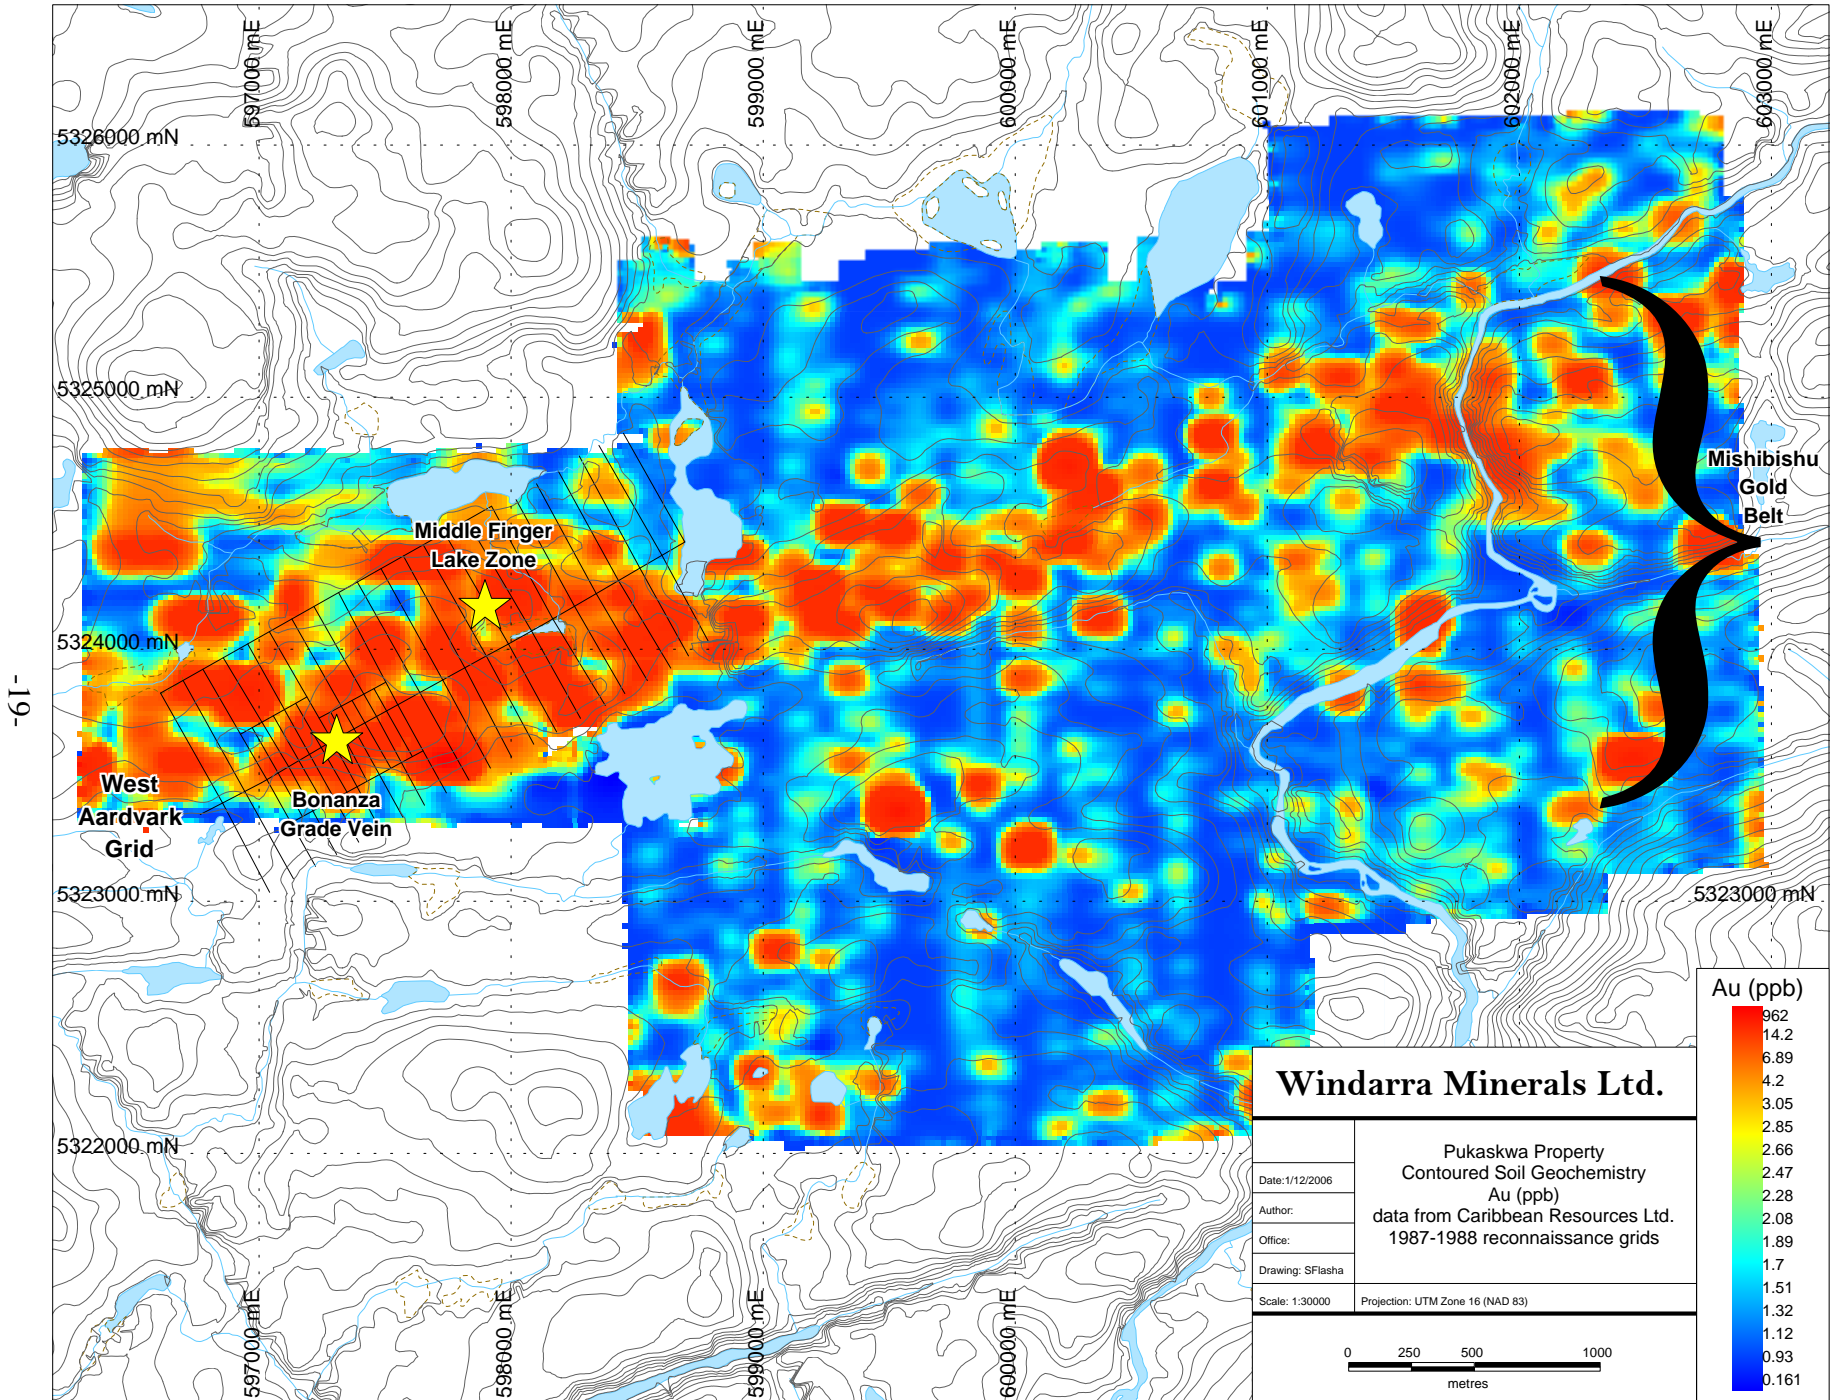 597000 mE
598000 mE
599000 mE
600000 mE
601000 mE
602000 mE
603000 mE
5326000 mN
5325000 mN
5324000 mN
5323000 mN
5323000 mN
5322000 mN
-19-
Middle Finger
Lake Zone
Mishibishu
Gold
Belt
West
Aardvark
Grid
Bonanza
Grade Vein
597000 mE
598000 mE
599000 mE
600000 mE
Au (ppb)
962
14.2
6.89
4.2
3.05
2.85
2.66
2.47
2.28
2.08
1.89
1.7
1.51
1.32
1.12
0.93
0.161
Windarra Minerals Ltd.
Date:1/12/2006
Author:
Office:
Drawing: SFlasha
Scale: 1:30000
Pukaskwa Property
Contoured Soil Geochemistry
Au (ppb)
data from Caribbean Resources Ltd.
1987-1988 reconnaissance grids
Projection: UTM Zone 16 (NAD 83)
0 250 500 1000
metres